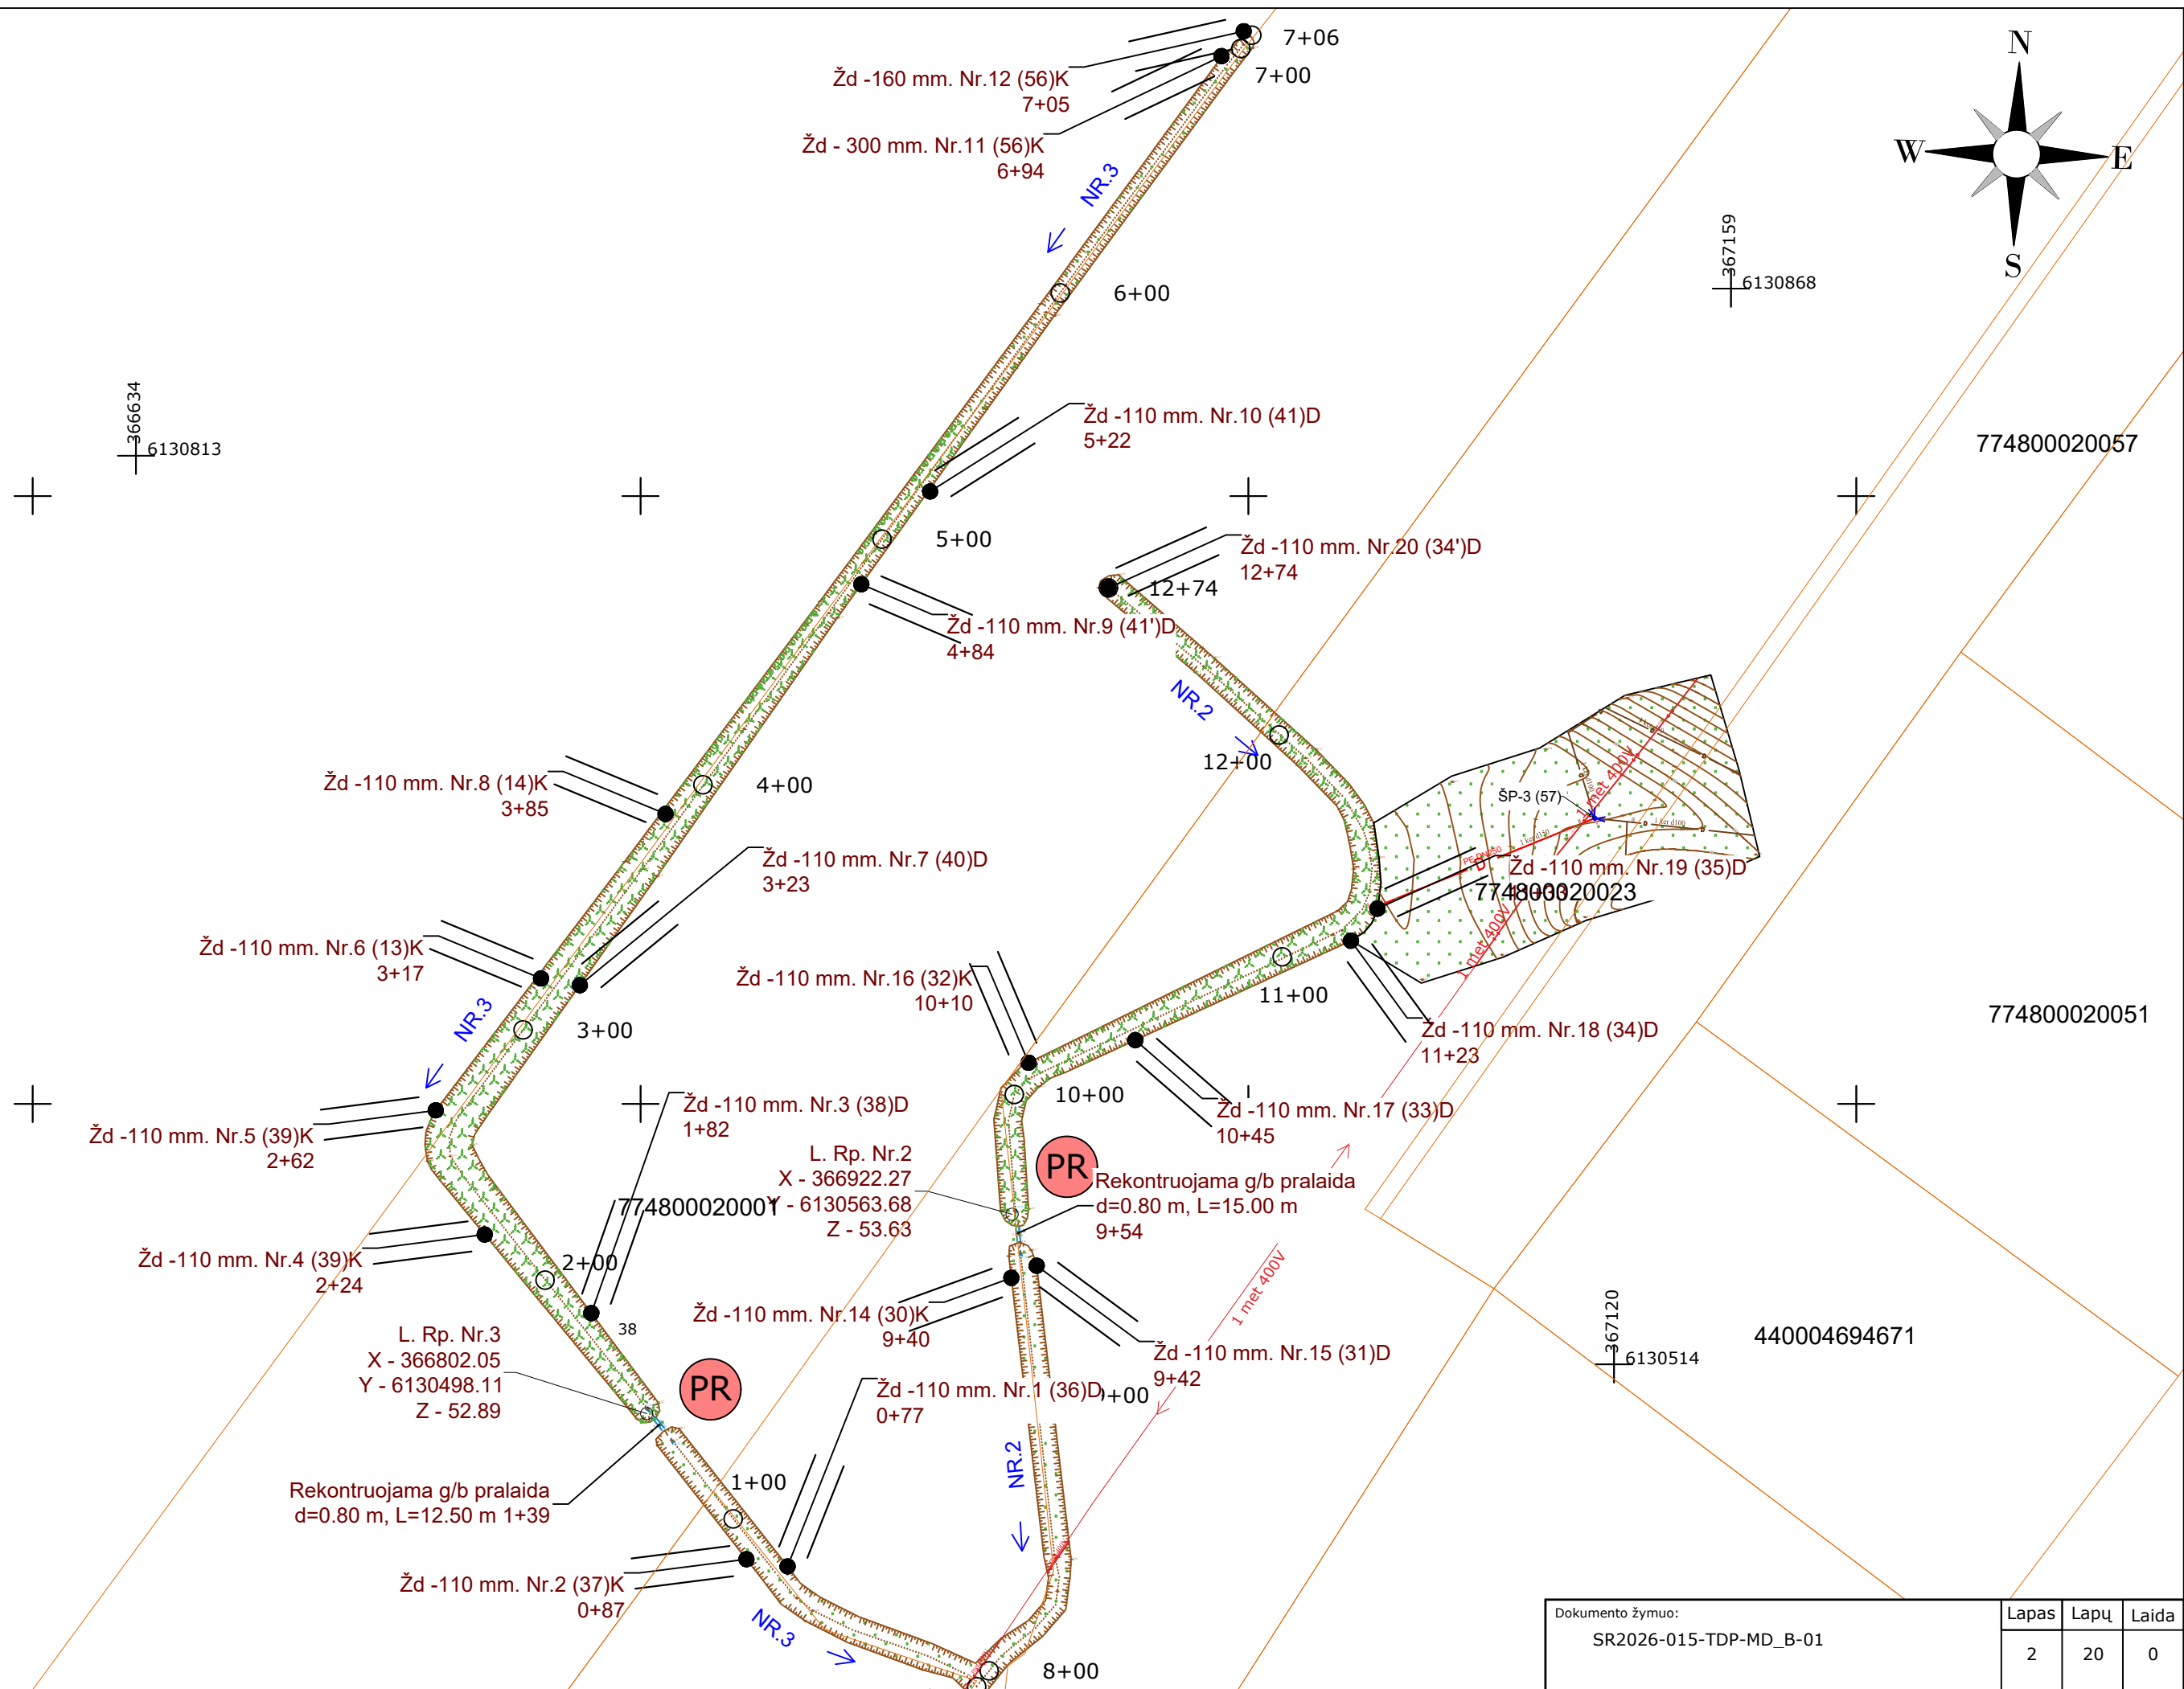 7+06
7+00
Žd -160 mm. Nr.12 (56)K
7+05
Žd - 300 mm. Nr.11 (56)K
6+94
NR.3
N
W
E
S
367159
6130868
6+00
366634
6130813
Žd -110 mm. Nr.10 (41)D
5+22
774800020057
5+00
Žd -110 mm. Nr.20 (34')D
12+74
12+74
Žd -110 mm. Nr.9 (41')D
4+84
NR.2
12+00
Žd -110 mm. Nr.8 (14)K
3+85
4+00
1 met 400V
ŠP-3 (57)
1 ker.d100
1 ker.d150
PE DN250
D
Žd -110 mm. Nr.19 (35)D
774800020023
Žd -110 mm. Nr.7 (40)D
3+23
Žd -110 mm. Nr.6 (13)K
3+17
1 met 400V
Žd -110 mm. Nr.16 (32)K
10+10
11+00
NR.3
3+00
Žd -110 mm. Nr.18 (34)D
11+23
774800020051
10+00
Žd -110 mm. Nr.17 (33)D
10+45
Žd -110 mm. Nr.3 (38)D
1+82
Žd -110 mm. Nr.5 (39)K
2+62
L. Rp. Nr.2
X - 366922.27
Y - 6130563.68
Z - 53.63
PR
Rekontruojama g/b pralaida
d=0.80 m, L=15.00 m
9+54
774800020001
Žd -110 mm. Nr.4 (39)K
2+24
2+00
1 met 400V
Žd -110 mm. Nr.14 (30)K
9+40
38
Žd -110 mm. Nr.15 (31)D
9+42
367120
6130514
440004694671
L. Rp. Nr.3
X - 366802.05
Y - 6130498.11
Z - 52.89
PR
Žd -110 mm. Nr.1 (36)D
0+77
+00
NR.2
1+00
Rekontruojama g/b pralaida
d=0.80 m, L=12.50 m 1+39
Žd -110 mm. Nr.2 (37)K
0+87
NR.3
8+00
Dokumento žymuo:
SR2026-015-TDP-MD_B-01
Lapas Lapų Laida
2 20 0